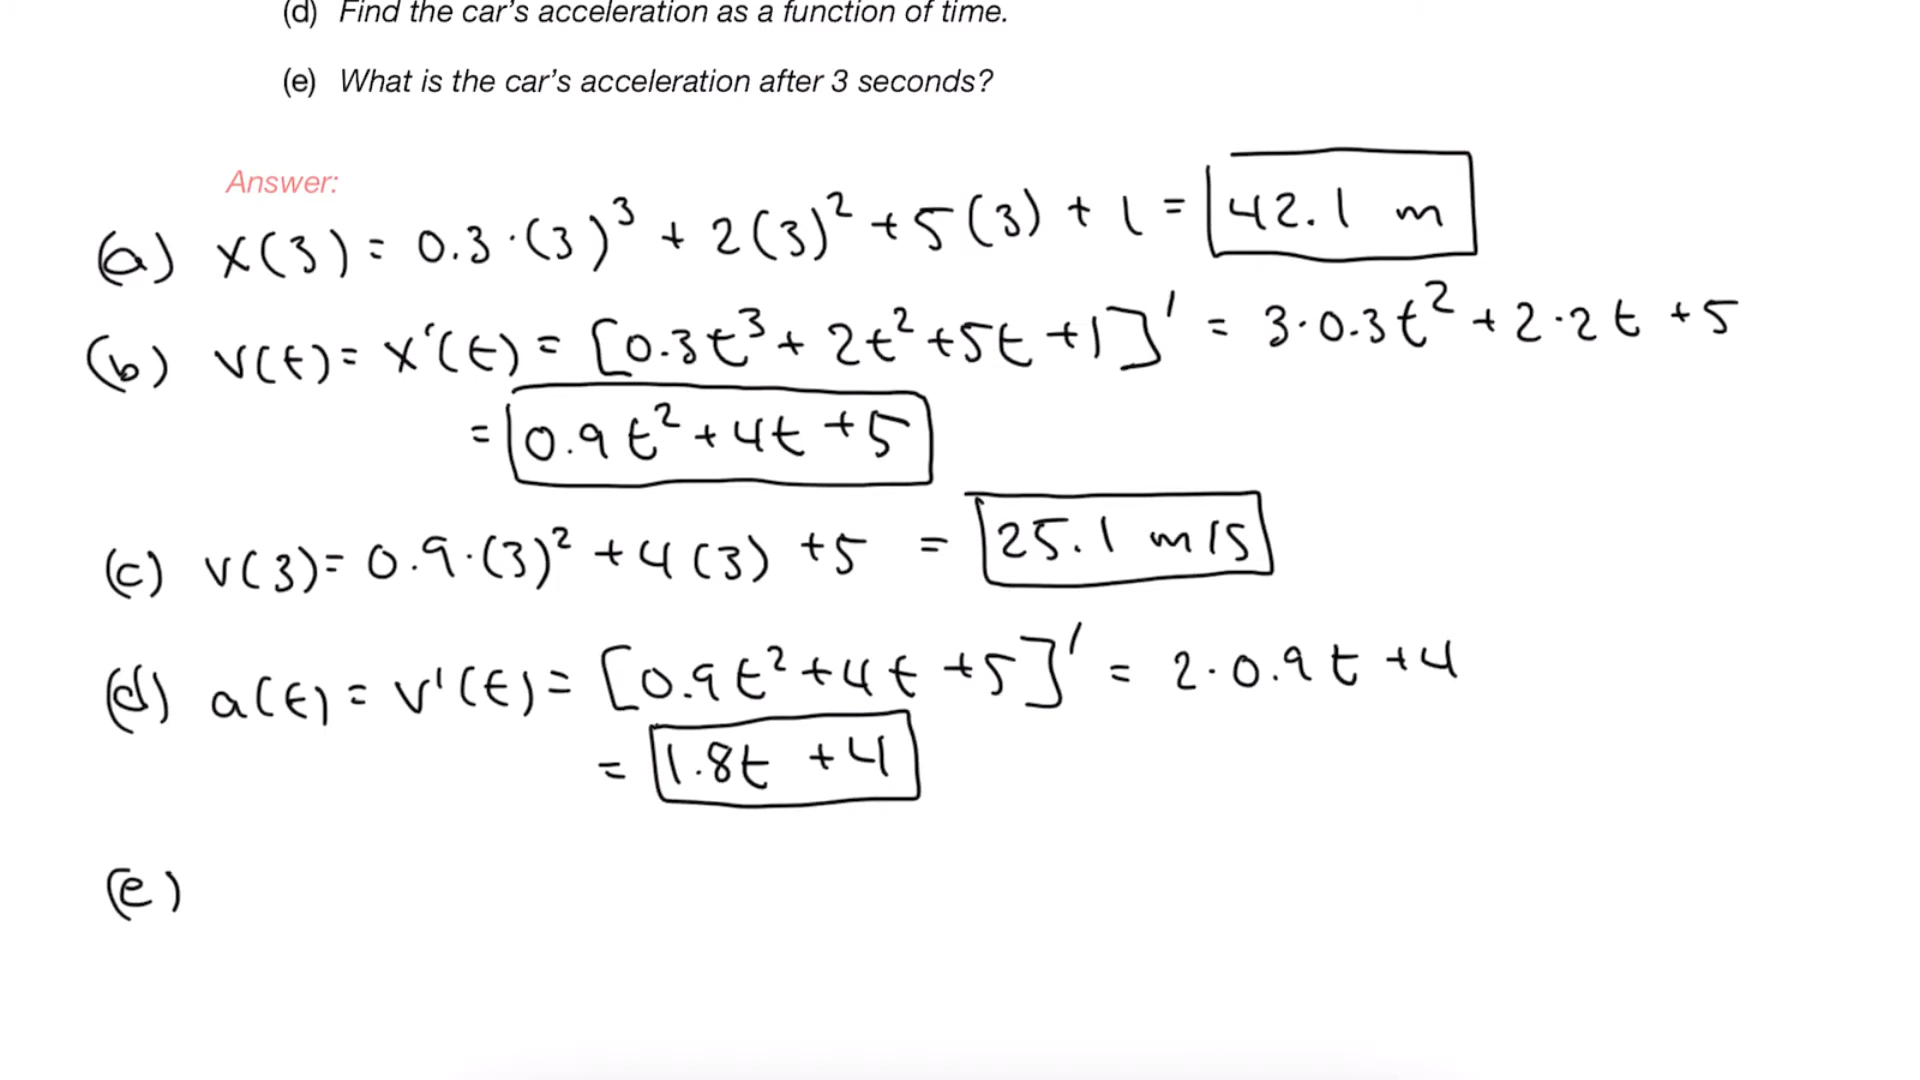 (d) Find the car's acceleration as a function of time.
(e) What is the car's acceleration after 3 seconds?
Answer:
(a) x(3) = 0.3·(3)³ + 2(3)² + 5(3) + 1 = 42.1 m
(b) v(t) = x'(t) = [0.3t³ + 2t² + 5t + 1]' = 3·0.3t² + 2·2t + 5
= 0.9t² + 4t + 5
(c) v(3) = 0.9·(3)² + 4(3) + 5 = 25.1 m/s
(d) a(t) = v'(t) = [0.9t² + 4t + 5]' = 2·0.9t + 4
= 1.8t + 4
(e)